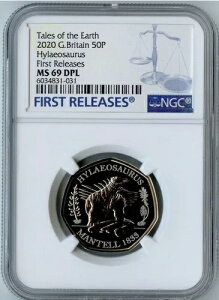 Tales of the Earth
2020 G.Britain 50P
Hylaeosaurus
First Releases
MS 69 DPL
6034831-031
FIRST RELEASES®
NGC®
HYLAEOSAURUS
MANTELL 1833